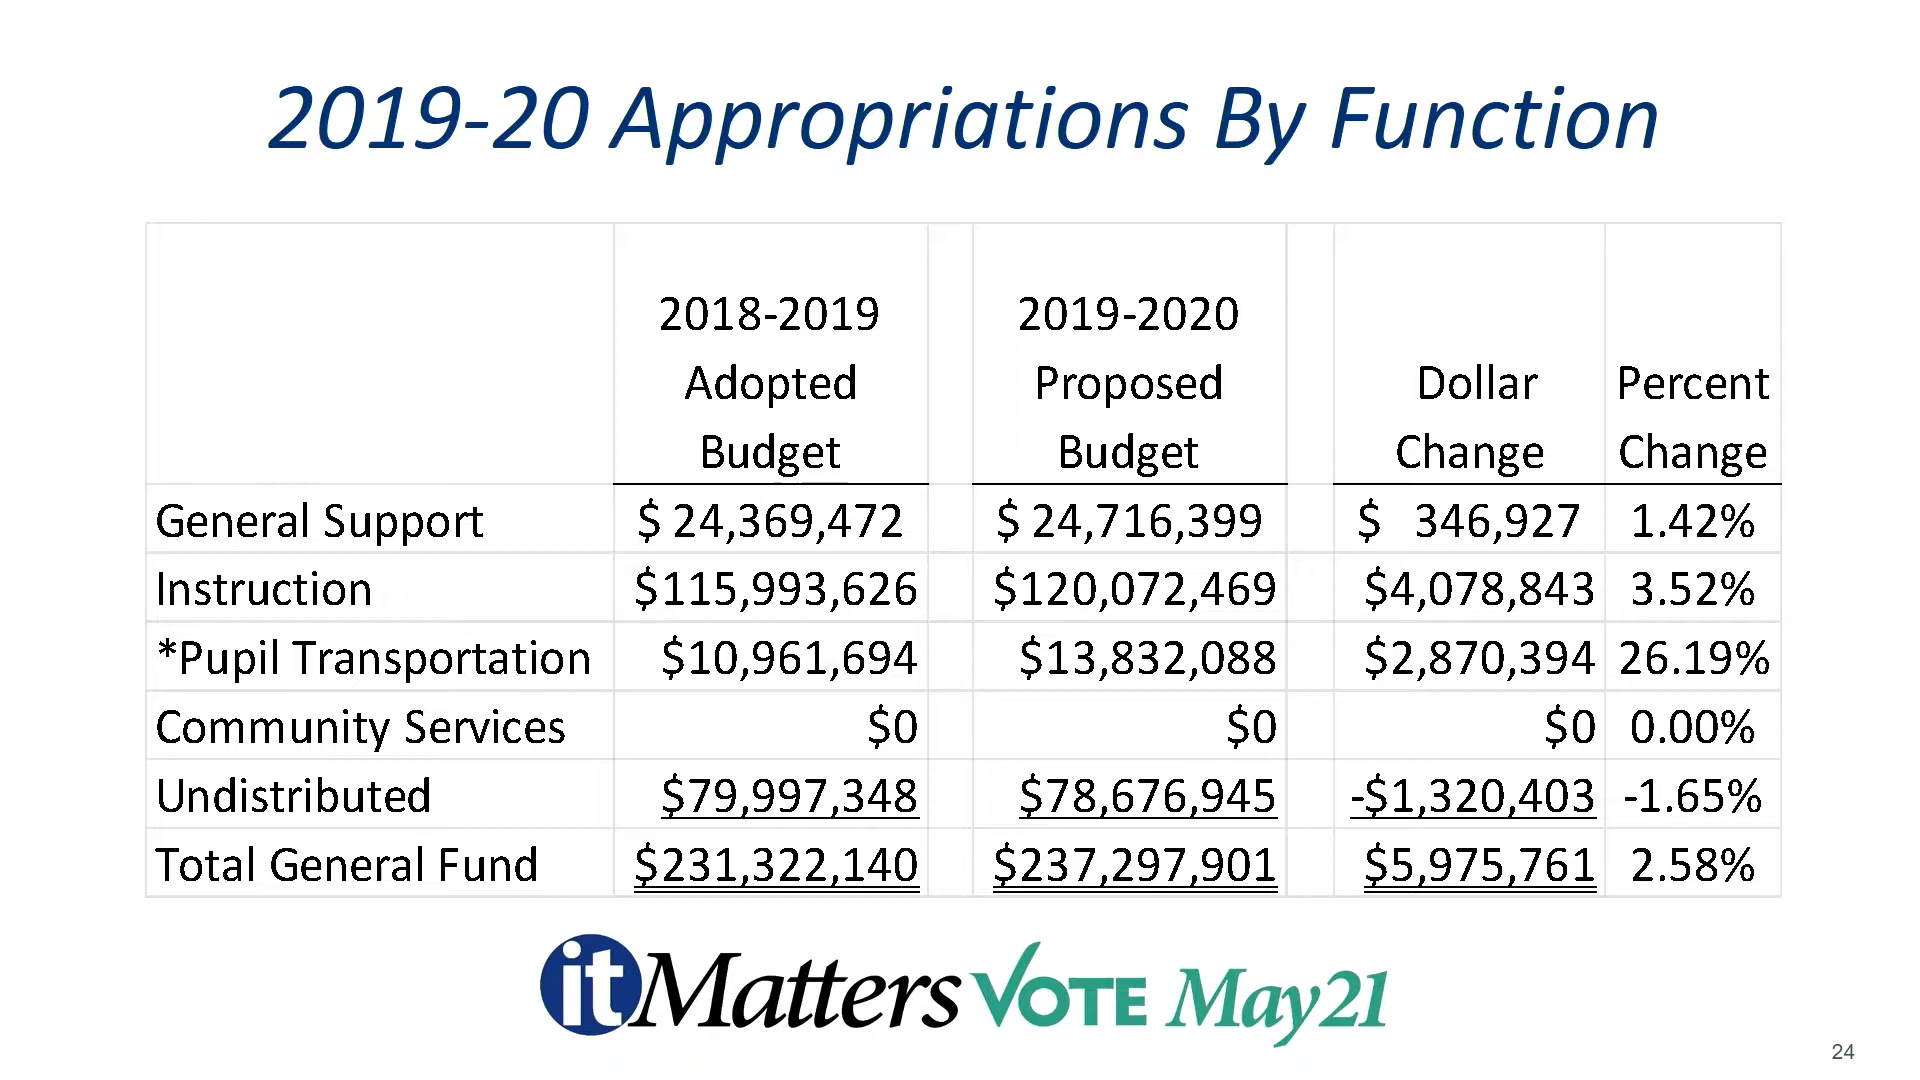 2019-20 Appropriations By Function
2018-2019 Adopted Budget 2019-2020 Proposed Budget Dollar Change Percent Change
General Support $ 24,369,472 $ 24,716,399 $ 346,927 1.42%
Instruction $115,993,626 $120,072,469 $4,078,843 3.52%
*Pupil Transportation $10,961,694 $13,832,088 $2,870,394 26.19%
Community Services $0 $0 $0 0.00%
Undistributed $79,997,348 $78,676,945 -$1,320,403 -1.65%
Total General Fund $231,322,140 $237,297,901 $5,975,761 2.58%
it Matters VOTE May 21
24